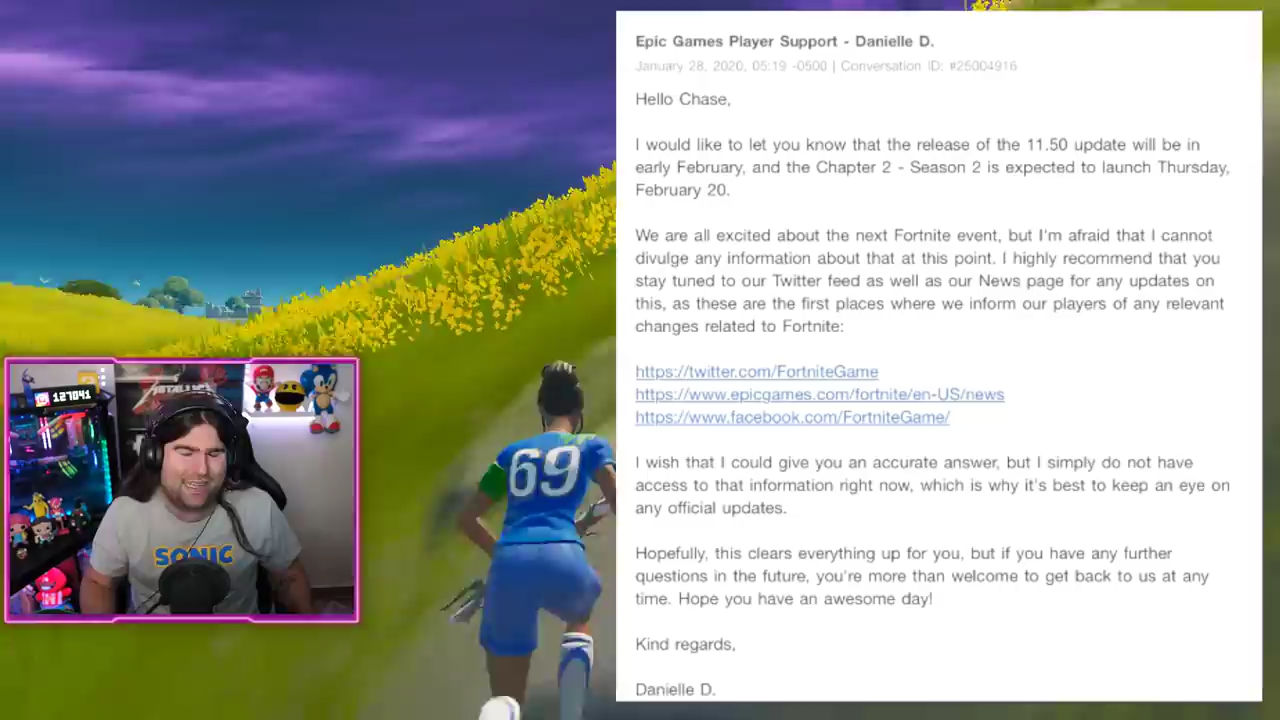 Epic Games Player Support - Danielle D.
January 28, 2020, 05:19 -0500 | Conversation ID: #25004916
Hello Chase,
I would like to let you know that the release of the 11.50 update will be in
early February, and the Chapter 2 - Season 2 is expected to launch Thursday,
February 20.
We are all excited about the next Fortnite event, but I'm afraid that I cannot
divulge any information about that at this point. I highly recommend that you
stay tuned to our Twitter feed as well as our News page for any updates on
this, as these are the first places where we inform our players of any relevant
changes related to Fortnite:
https://twitter.com/FortniteGame
https://www.epicgames.com/fortnite/en-US/news
https://www.facebook.com/FortniteGame/
I wish that I could give you an accurate answer, but I simply do not have
access to that information right now, which is why it's best to keep an eye on
any official updates.
Hopefully, this clears everything up for you, but if you have any further
questions in the future, you're more than welcome to get back to us at any
time. Hope you have an awesome day!
Kind regards,
Danielle D.
127041
METALLICA
SONIC
69